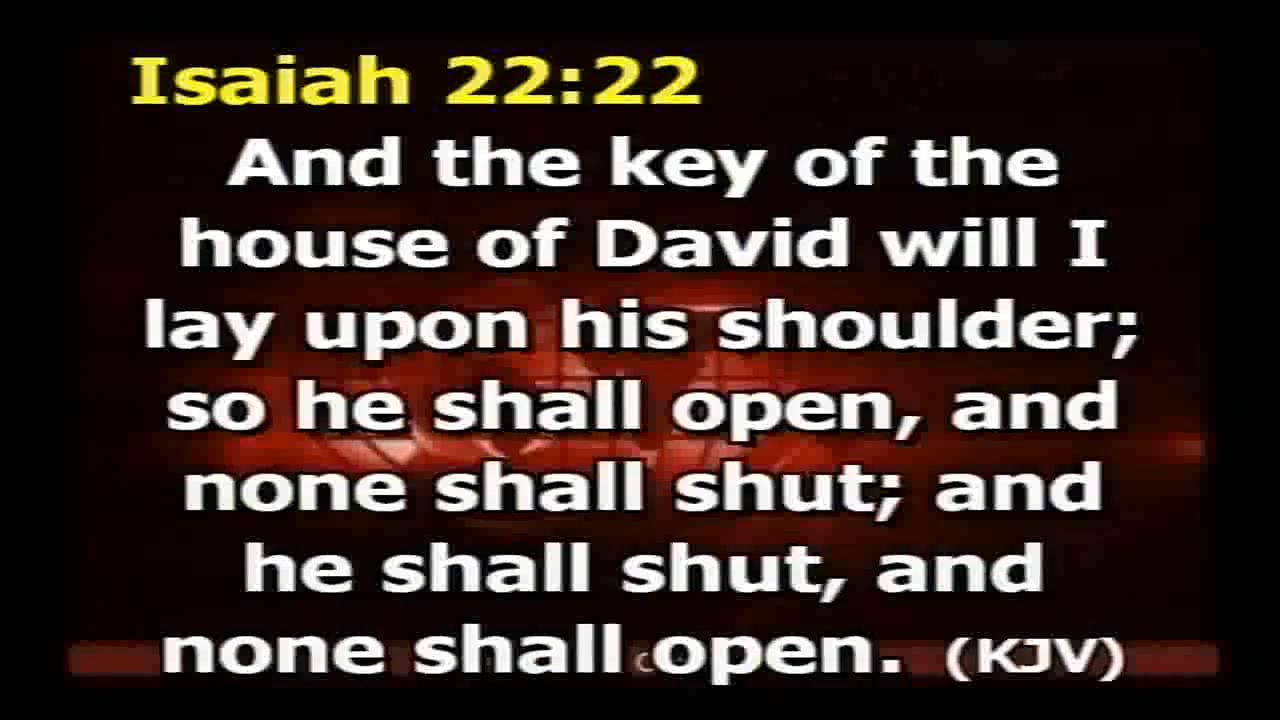 Isaiah 22:22
And the key of the
house of David will I
lay upon his shoulder;
so he shall open, and
none shall shut; and
he shall shut, and
none shall open. (KJV)